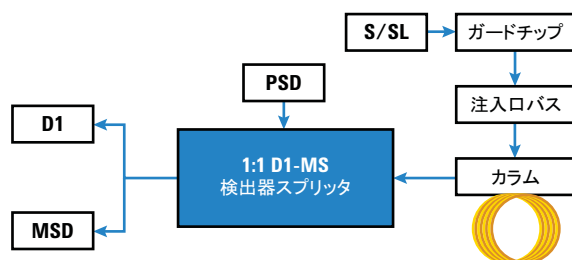 S/SL
ガードチップ
PSD
注入口バス
D1
1:1 D1-MS
検出器スプリッタ
カラム
MSD